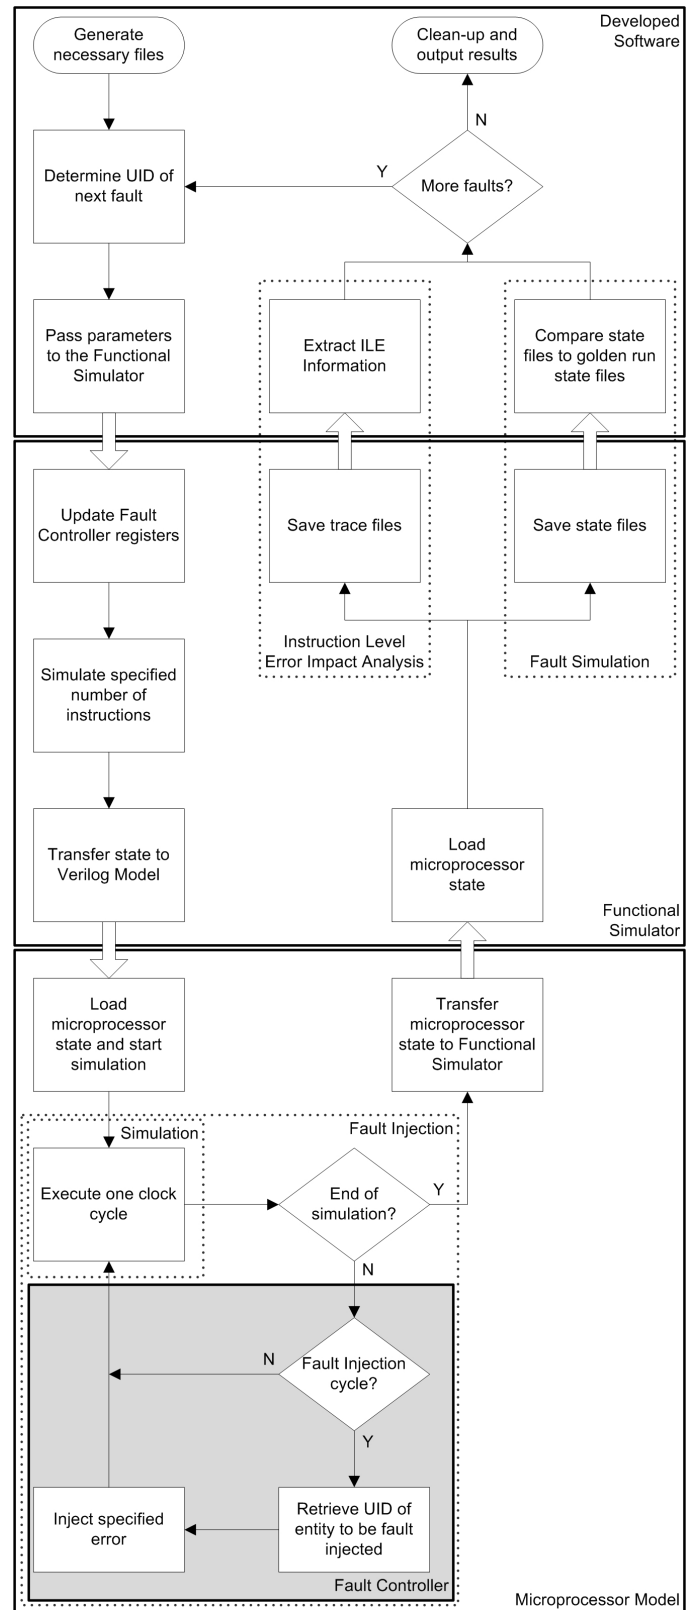 Generate
necessary files
Clean-up and
output results
Developed
Software
N
Y
Determine UID of
next fault
More faults?
Pass parameters
to the Functional
Simulator
Extract ILE
Information
Compare state
files to golden run
state files
Update Fault
Controller registers
Save trace files
Save state files
Instruction Level
Error Impact Analysis
Fault Simulation
Simulate specified
number of
instructions
Transfer state to
Verilog Model
Load
microprocessor
state
Functional
Simulator
Load
microprocessor
state and start
simulation
Transfer
microprocessor
state to Functional
Simulator
Simulation
Fault Injection
Execute one clock
cycle
End of
simulation?
Y
N
Fault Injection
cycle?
N
Y
Inject specified
error
Retrieve UID of
entity to be fault
injected
Fault Controller
Microprocessor Model